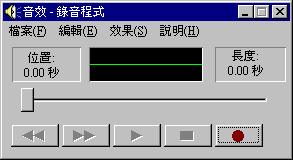 音效 - 錄音程式
檔案(F) 編輯(E) 效果(S) 說明(H)
位置:
0.00 秒
長度:
0.00 秒